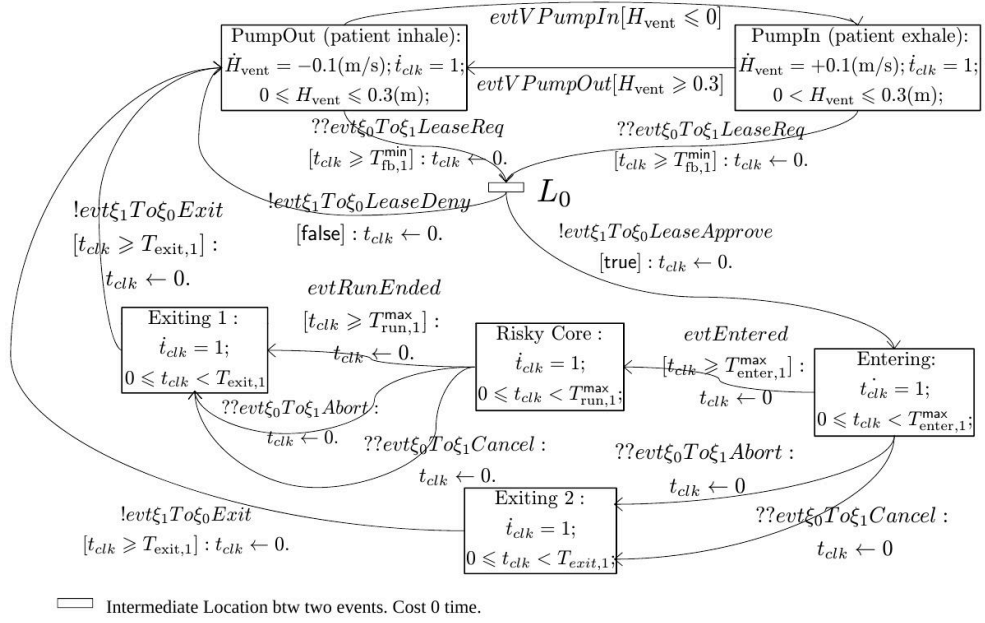 evtVPumpIn[H_vent ⩽ 0]
PumpOut (patient inhale):
Ḣ_vent = −0.1(m/s); ṫ_clk = 1;
0 ⩽ H_vent ⩽ 0.3(m);
PumpIn (patient exhale):
Ḣ_vent = +0.1(m/s); ṫ_clk = 1;
0 < H_vent ⩽ 0.3(m);
evtVPumpOut[H_vent ⩾ 0.3]
??evtξ₀Toξ₁LeaseReq
[t_clk ⩾ T^min_fb,1] : t_clk ← 0.
??evtξ₀Toξ₁LeaseReq
[t_clk ⩾ T^min_fb,1] : t_clk ← 0.
L₀
!evtξ₁Toξ₀LeaseDeny
[false] : t_clk ← 0.
!evtξ₁Toξ₀LeaseApprove
[true] : t_clk ← 0.
!evtξ₁Toξ₀Exit
[t_clk ⩾ T_exit,1] :
t_clk ← 0.
evtRunEnded
[t_clk ⩾ T^max_run,1] :
t_clk ← 0.
Exiting 1 :
ṫ_clk = 1;
0 ⩽ t_clk < T_exit,1
Risky Core :
ṫ_clk = 1;
0 ⩽ t_clk < T^max_run,1;
evtEntered
[t_clk ⩾ T^max_enter,1] :
t_clk ← 0
Entering:
ṫ_clk = 1;
0 ⩽ t_clk < T^max_enter,1;
??evtξ₀Toξ₁Abort :
t_clk ← 0.
??evtξ₀Toξ₁Cancel :
t_clk ← 0.
??evtξ₀Toξ₁Abort :
t_clk ← 0
??evtξ₀Toξ₁Cancel :
t_clk ← 0
Exiting 2 :
ṫ_clk = 1;
0 ⩽ t_clk < T_exit,1;
!evtξ₁Toξ₀Exit
[t_clk ⩾ T_exit,1] : t_clk ← 0.
Intermediate Location btw two events. Cost 0 time.